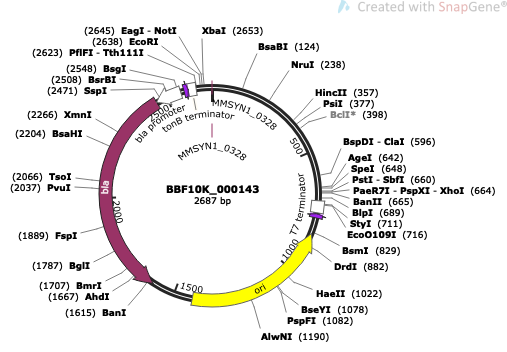 Created with SnapGene®
(2645) EagI - NotI
XbaI (2653)
(2638) EcoRI
(2623) PflFI - Tth111I
BsaBI (124)
(2548) BsgI
NruI (238)
(2508) BsrBI
(2471) SspI
HincII (357)
PsiI (377)
BclI* (398)
(2266) XmnI
(2204) BsaHI
(2066) TsoI
(2037) PvuI
(1889) FspI
(1787) BglI
(1707) BmrI
(1667) AhdI
(1615) BanI
BspDI - ClaI (596)
AgeI (642)
SpeI (648)
PstI - SbfI (660)
PaeR7I - PspXI - XhoI (664)
BanII (665)
BlpI (689)
StyI (711)
EcoO109I (716)
BsmI (829)
DrdI (882)
HaeII (1022)
BseYI (1078)
PspFI (1082)
AlwNI (1190)
MMSYN1_0328
MMSYN1_0328
tonB terminator
bla promoter
bla
T7 terminator
ori
500
1000
1500
2000
2500
BBF10K_000143
2687 bp